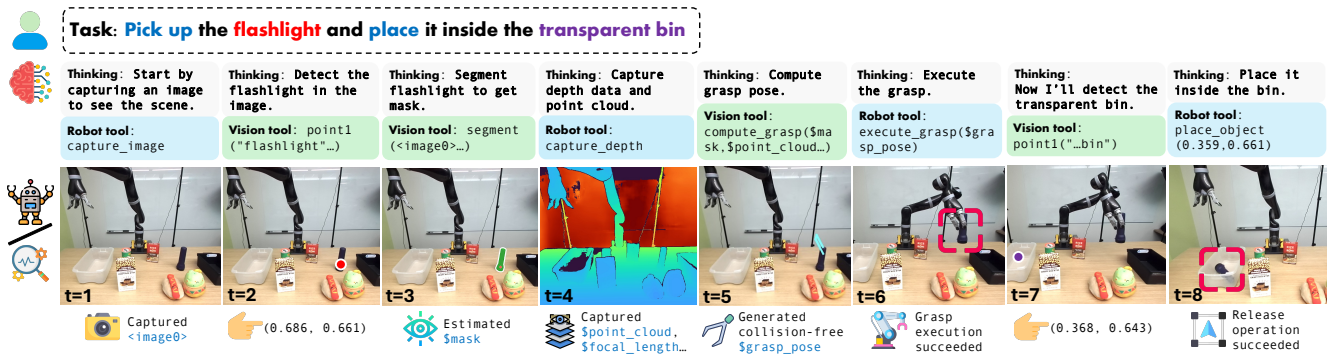 Task: Pick up the flashlight and place it inside the transparent bin
Thinking: Start by
capturing an image
to see the scene.
Robot tool:
capture_image
Thinking: Detect the
flashlight in the
image.
Vision tool: point1
("flashlight"…)
Thinking: Segment
flashlight to get
mask.
Vision tool: segment
(<image0>…)
Thinking: Capture
depth data and
point cloud.
Robot tool:
capture_depth
Thinking: Compute
grasp pose.
Vision tool:
compute_grasp($ma
sk,$point_cloud…)
Thinking: Execute
the grasp.
Robot tool:
execute_grasp($gra
sp_pose)
Thinking:
Now I'll detect the
transparent bin.
Vision tool:
point1("…bin")
Thinking: Place it
inside the bin.
Robot tool:
place_object
(0.359,0.661)
t=1
t=2
t=3
t=4
t=5
t=6
t=7
t=8
Captured
<image0>
(0.686, 0.661)
Estimated
$mask
Captured
$point_cloud,
$focal_length…
Generated
collision-free
$grasp_pose
Grasp
execution
succeeded
(0.368, 0.643)
Release
operation
succeeded